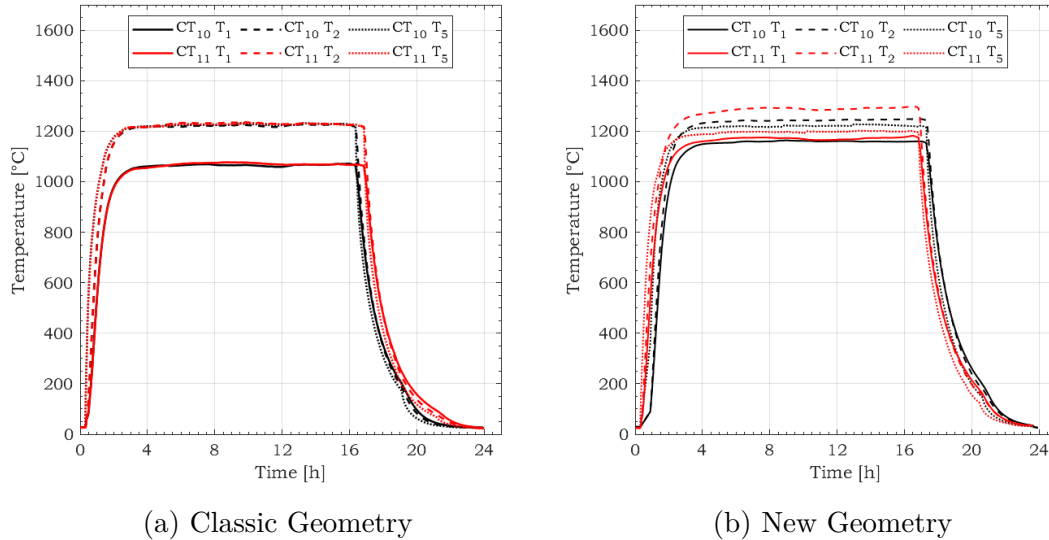 CT10 T1 CT10 T2 CT10 T5
CT11 T1 CT11 T2 CT11 T5
1600
1400
1200
1000
800
600
400
200
0
Temperature [°C]
0 4 8 12 16 20 24
Time [h]
(a) Classic Geometry
CT10 T1 CT10 T2 CT10 T5
CT11 T1 CT11 T2 CT11 T5
1600
1400
1200
1000
800
600
400
200
0
Temperature [°C]
0 4 8 12 16 20 24
Time [h]
(b) New Geometry